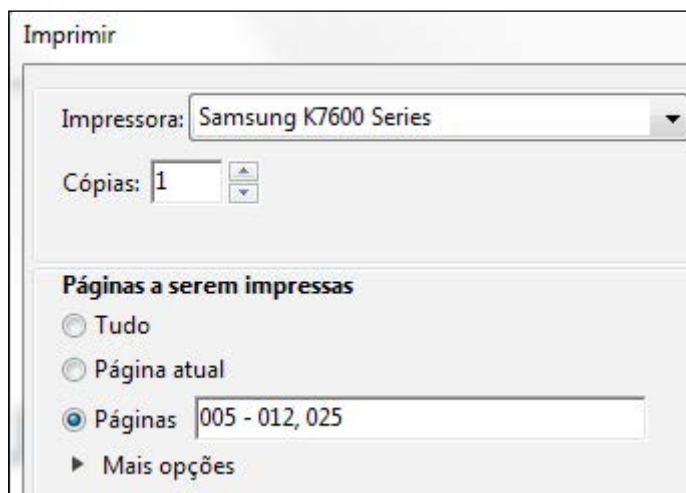 Imprimir
Impressora: Samsung K7600 Series
Cópias: 1
Páginas a serem impressas
Tudo
Página atual
Páginas 005 - 012, 025
Mais opções